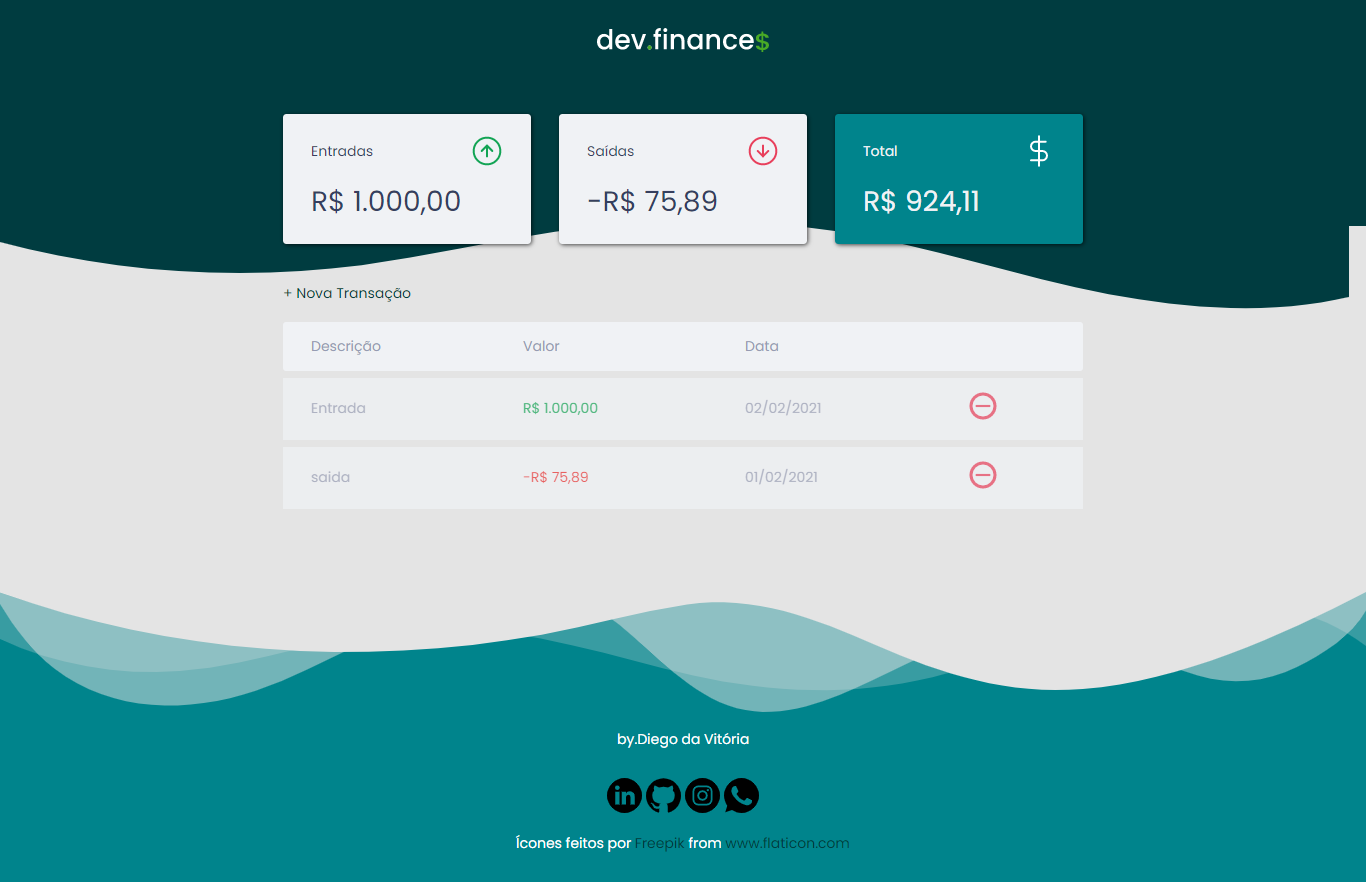 dev.finance$
Entradas
R$ 1.000,00
Saídas
-R$ 75,89
Total
$
R$ 924,11
+ Nova Transação
Descrição Valor Data
Entrada R$ 1.000,00 02/02/2021
saida -R$ 75,89 01/02/2021
by.Diego da Vitória
in
Ícones feitos por Freepik from www.flaticon.com